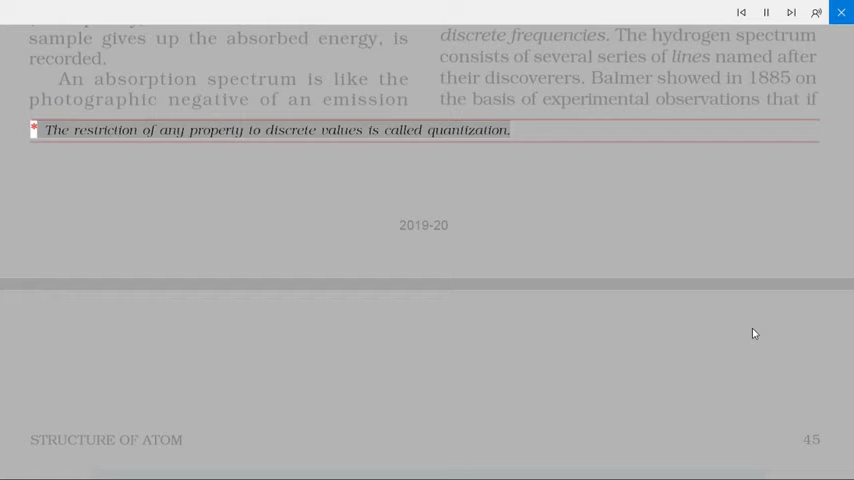 sample gives up the absorbed energy, is
recorded.
An absorption spectrum is like the
photographic negative of an emission
discrete frequencies. The hydrogen spectrum
consists of several series of lines named after
their discoverers. Balmer showed in 1885 on
the basis of experimental observations that if
* The restriction of any property to discrete values is called quantization.
2019-20
STRUCTURE OF ATOM
45